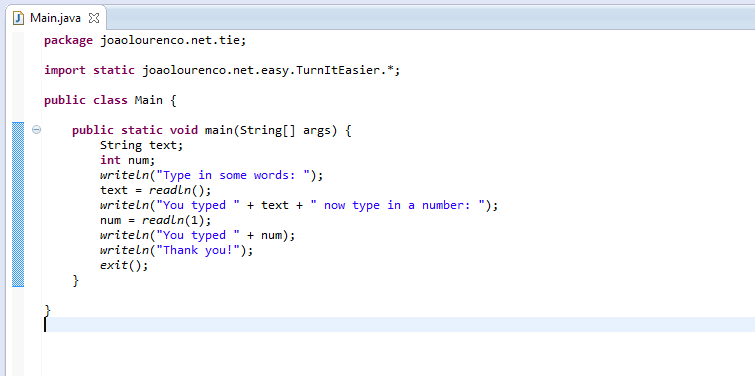 Main.java
package joaolourenco.net.tie;
import static joaolourenco.net.easy.TurnItEasier.*;
public class Main {
public static void main(String[] args) {
String text;
int num;
writeln("Type in some words: ");
text = readln();
writeln("You typed " + text + " now type in a number: ");
num = readln(1);
writeln("You typed " + num);
writeln("Thank you!");
exit();
}
}